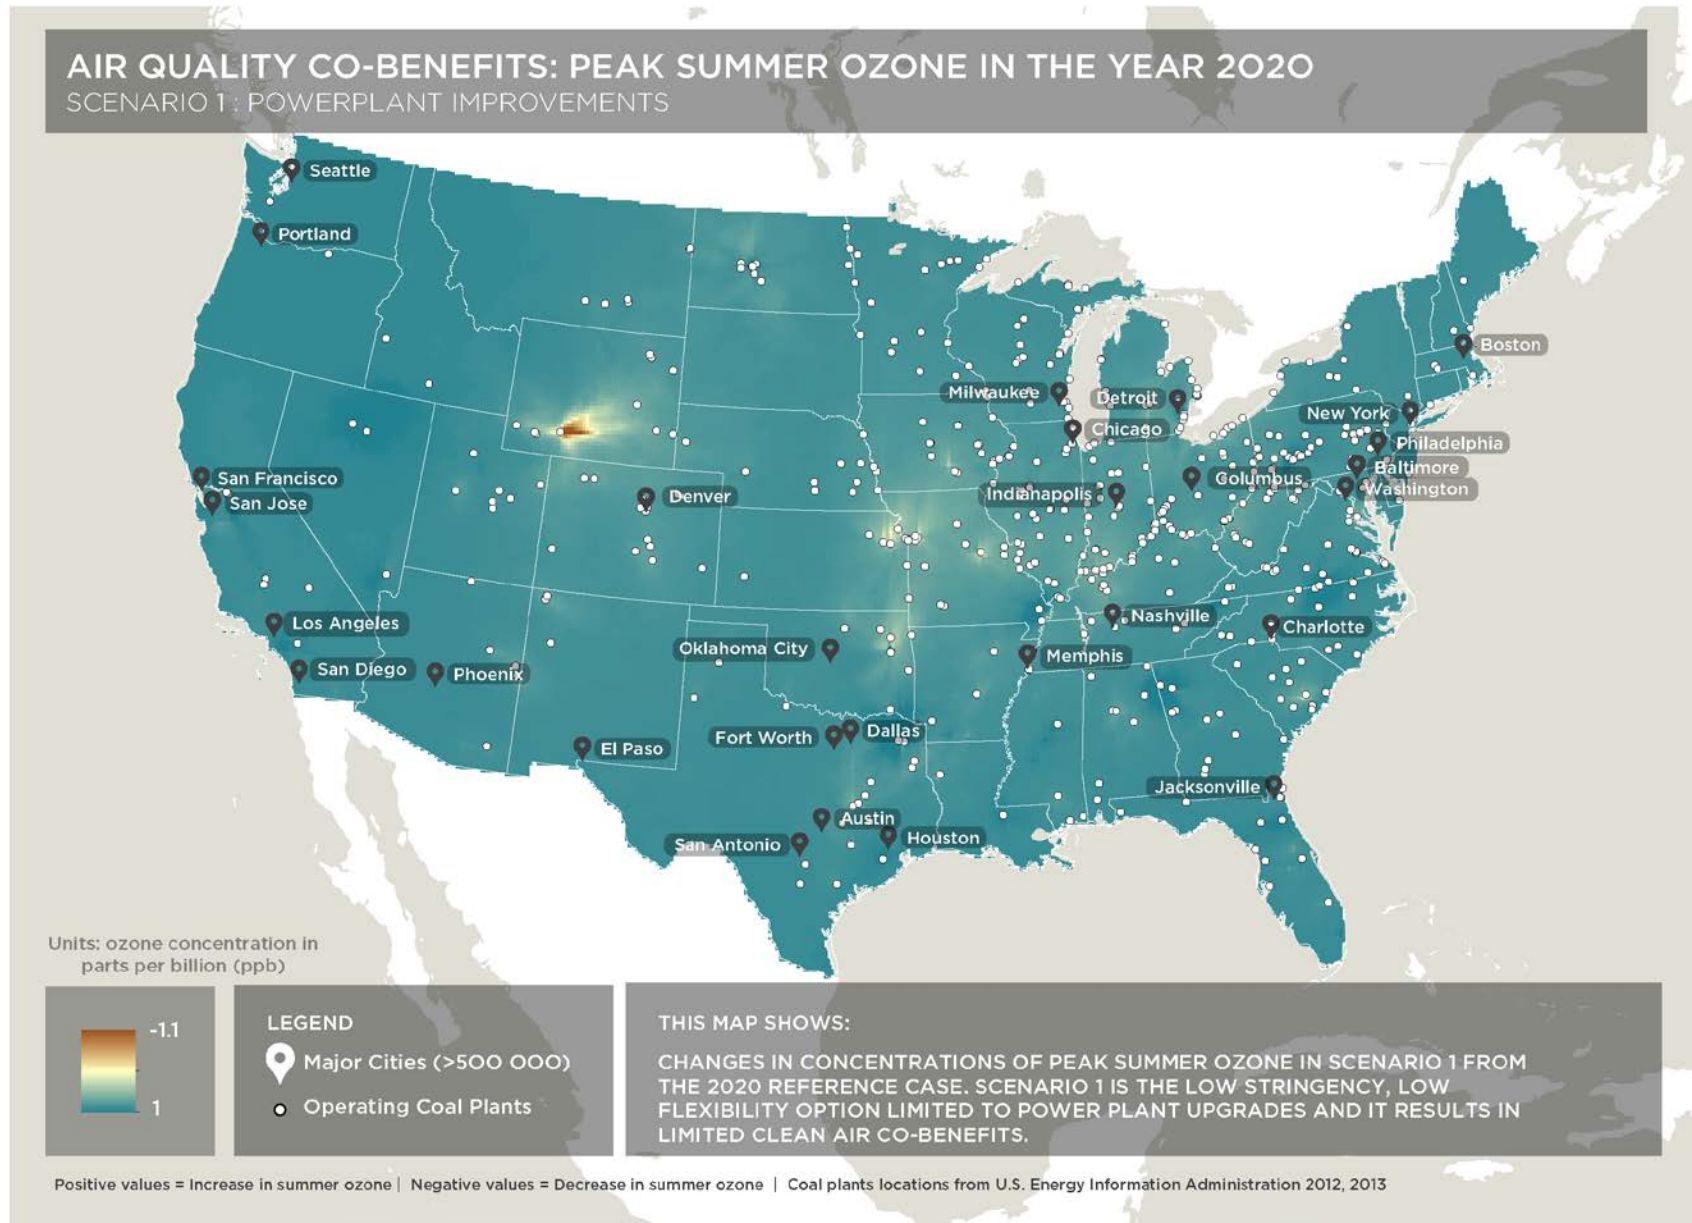 AIR QUALITY CO-BENEFITS: PEAK SUMMER OZONE IN THE YEAR 2020
SCENARIO 1 : POWERPLANT IMPROVEMENTS
Seattle
Portland
Boston
Milwaukee
Detroit
New York
Chicago
Philadelphia
Baltimore
San Francisco
Columbus
Washington
San Jose
Denver
Indianapolis
Nashville
Los Angeles
Charlotte
Oklahoma City
Memphis
San Diego
Phoenix
Fort Worth
Dallas
El Paso
Jacksonville
Austin
San Antonio
Houston
Units: ozone concentration in
parts per billion (ppb)
-1.1
1
LEGEND
Major Cities (>500 000)
Operating Coal Plants
THIS MAP SHOWS:
CHANGES IN CONCENTRATIONS OF PEAK SUMMER OZONE IN SCENARIO 1 FROM
THE 2020 REFERENCE CASE. SCENARIO 1 IS THE LOW STRINGENCY, LOW
FLEXIBILITY OPTION LIMITED TO POWER PLANT UPGRADES AND IT RESULTS IN
LIMITED CLEAN AIR CO-BENEFITS.
Positive values = Increase in summer ozone | Negative values = Decrease in summer ozone | Coal plants locations from U.S. Energy Information Administration 2012, 2013